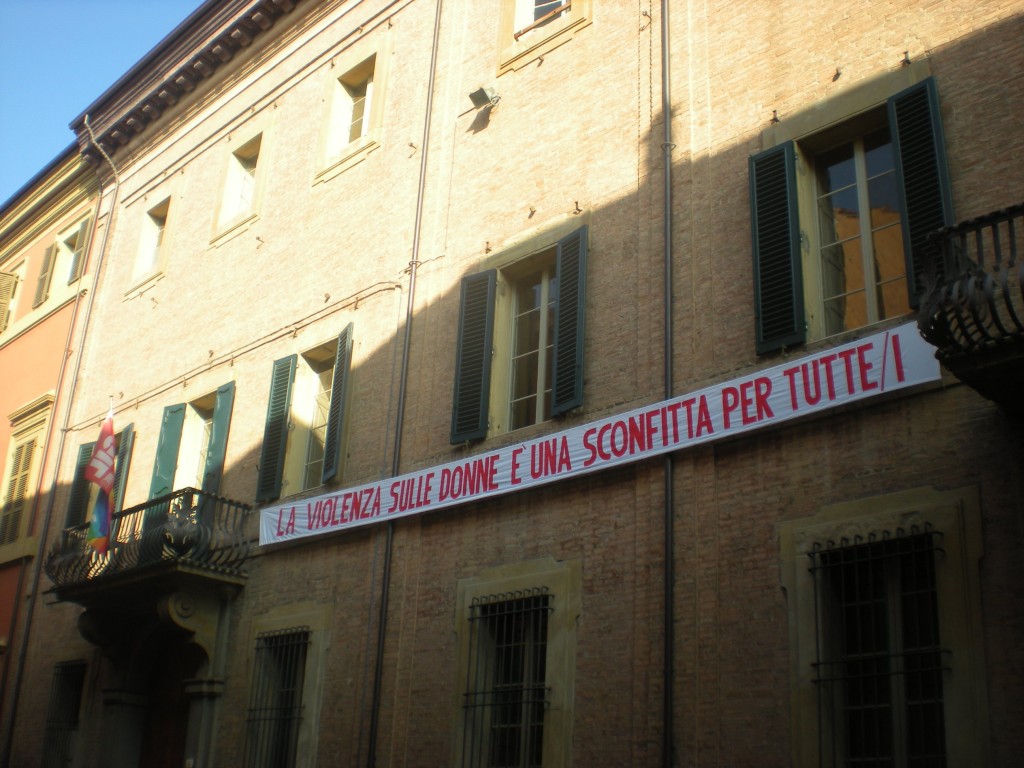 LA VIOLENZA SULLE DONNE È UNA SCONFITTA PER TUTTE/I